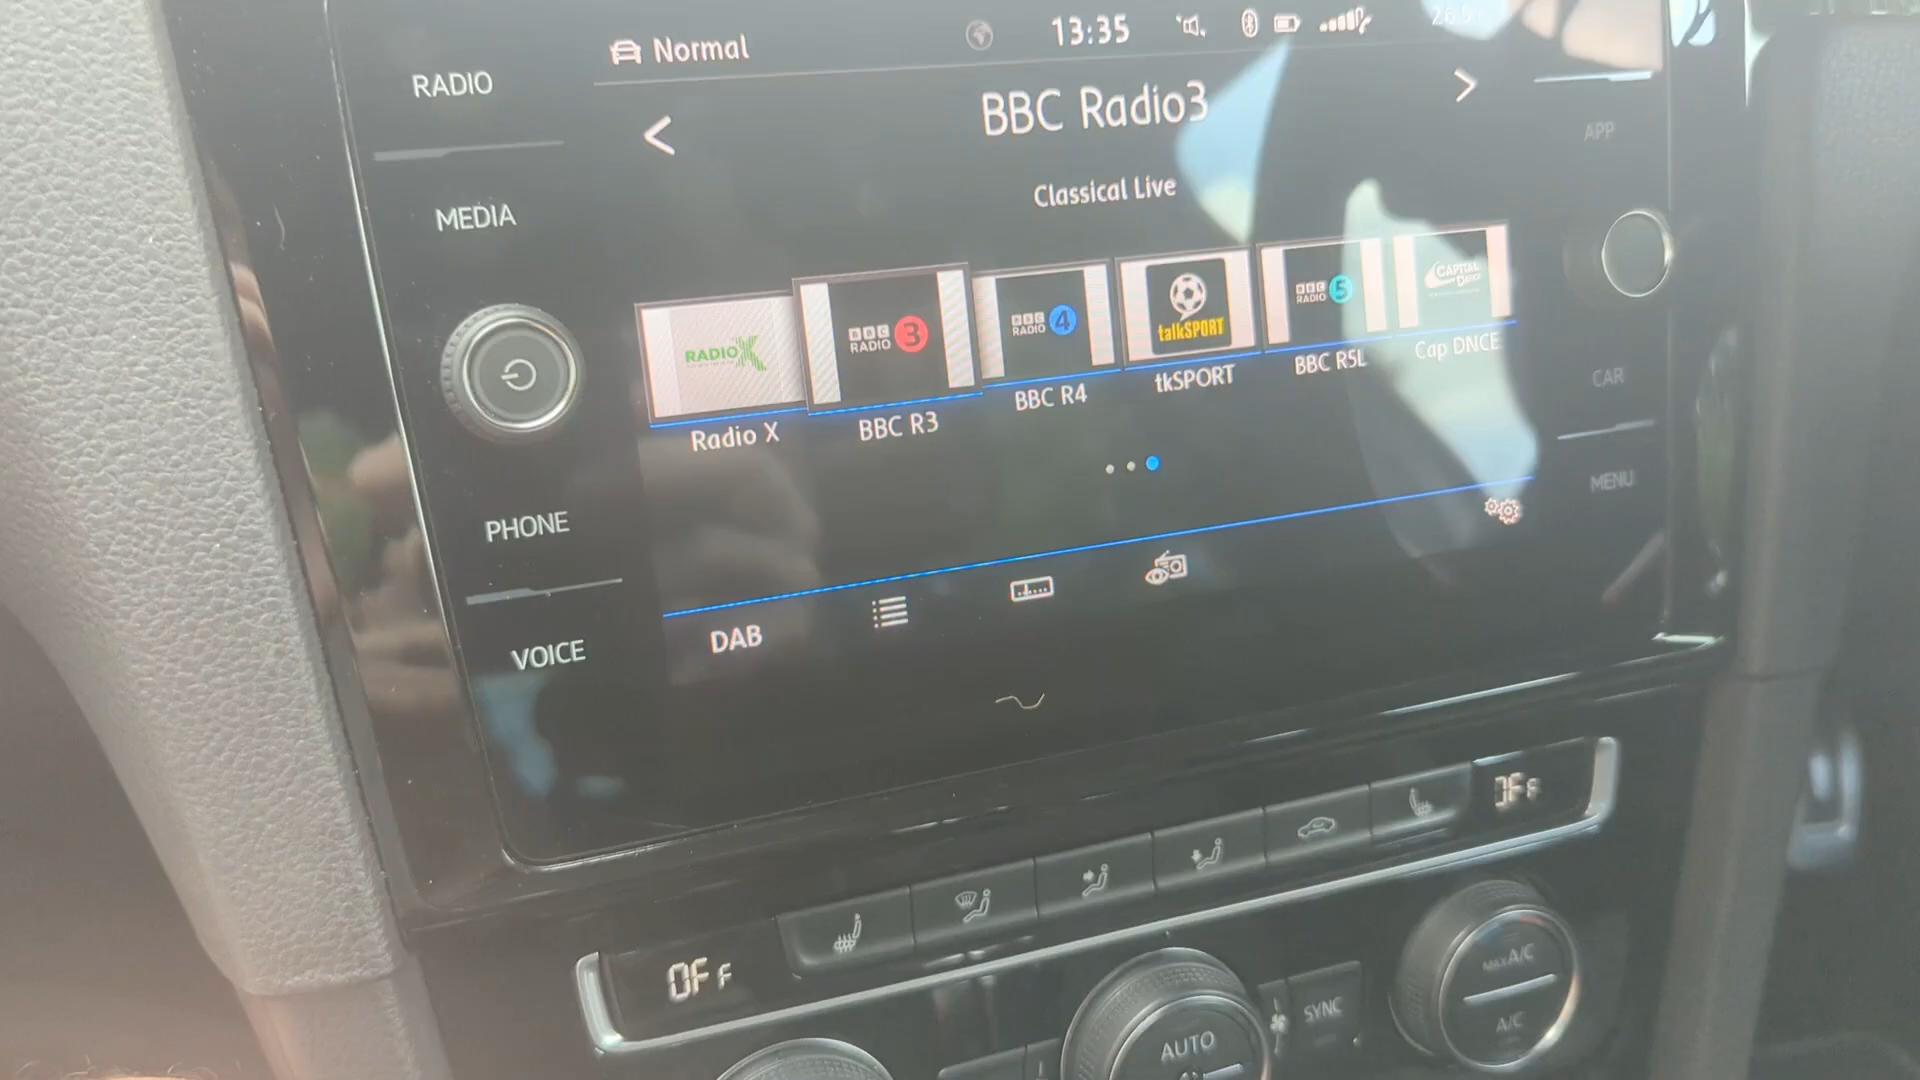 Normal
13:35
RADIO
BBC Radio3
APP
Classical Live
MEDIA
RADIO X
BBC RADIO 3
BBC RADIO 4
talkSPORT
BBC RADIO 5
CAPITAL DANCE
Radio X
BBC R3
BBC R4
tkSPORT
BBC R5L
Cap DNCE
CAR
MENU
PHONE
VOICE
DAB
OFF
OFF
MAX A/C
A/C
SYNC
AUTO